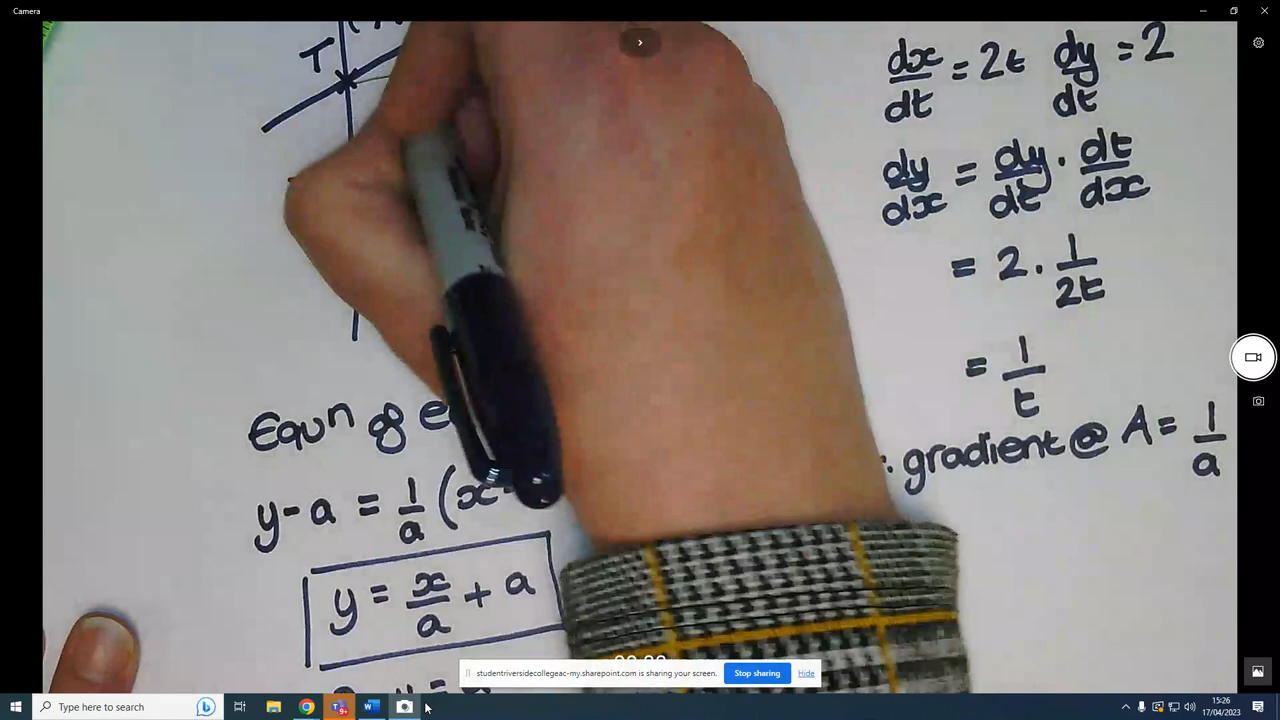 Camera
T
dx/dt = 2t dy/dt = 2
dy/dx = dy/dt · dt/dx
= 2 · 1/2t
= 1/t
gradient @ A = 1/a
Equn of
y - a = 1/a (x
y = x/a + a
studentriversidecollegeac-my.sharepoint.com is sharing your screen.
Stop sharing
Hide
Type here to search
15:26
17/04/2023